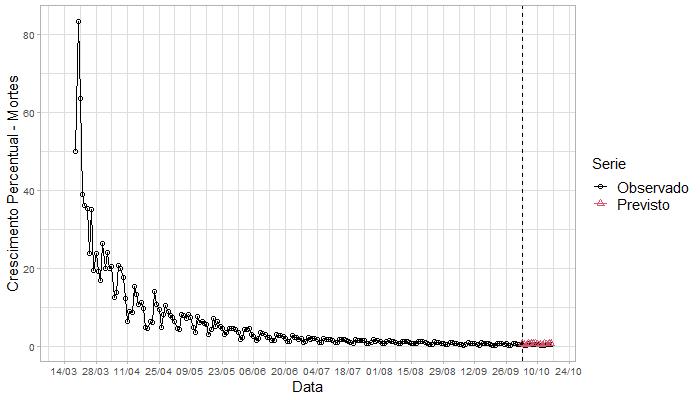 Crescimento Percentual - Mortes
80
60
40
20
0
14/03 28/03 11/04 25/04 09/05 23/05 06/06 20/06 04/07 18/07 01/08 15/08 29/08 12/09 26/09 10/10 24/10
Data
Serie
Observado
Previsto